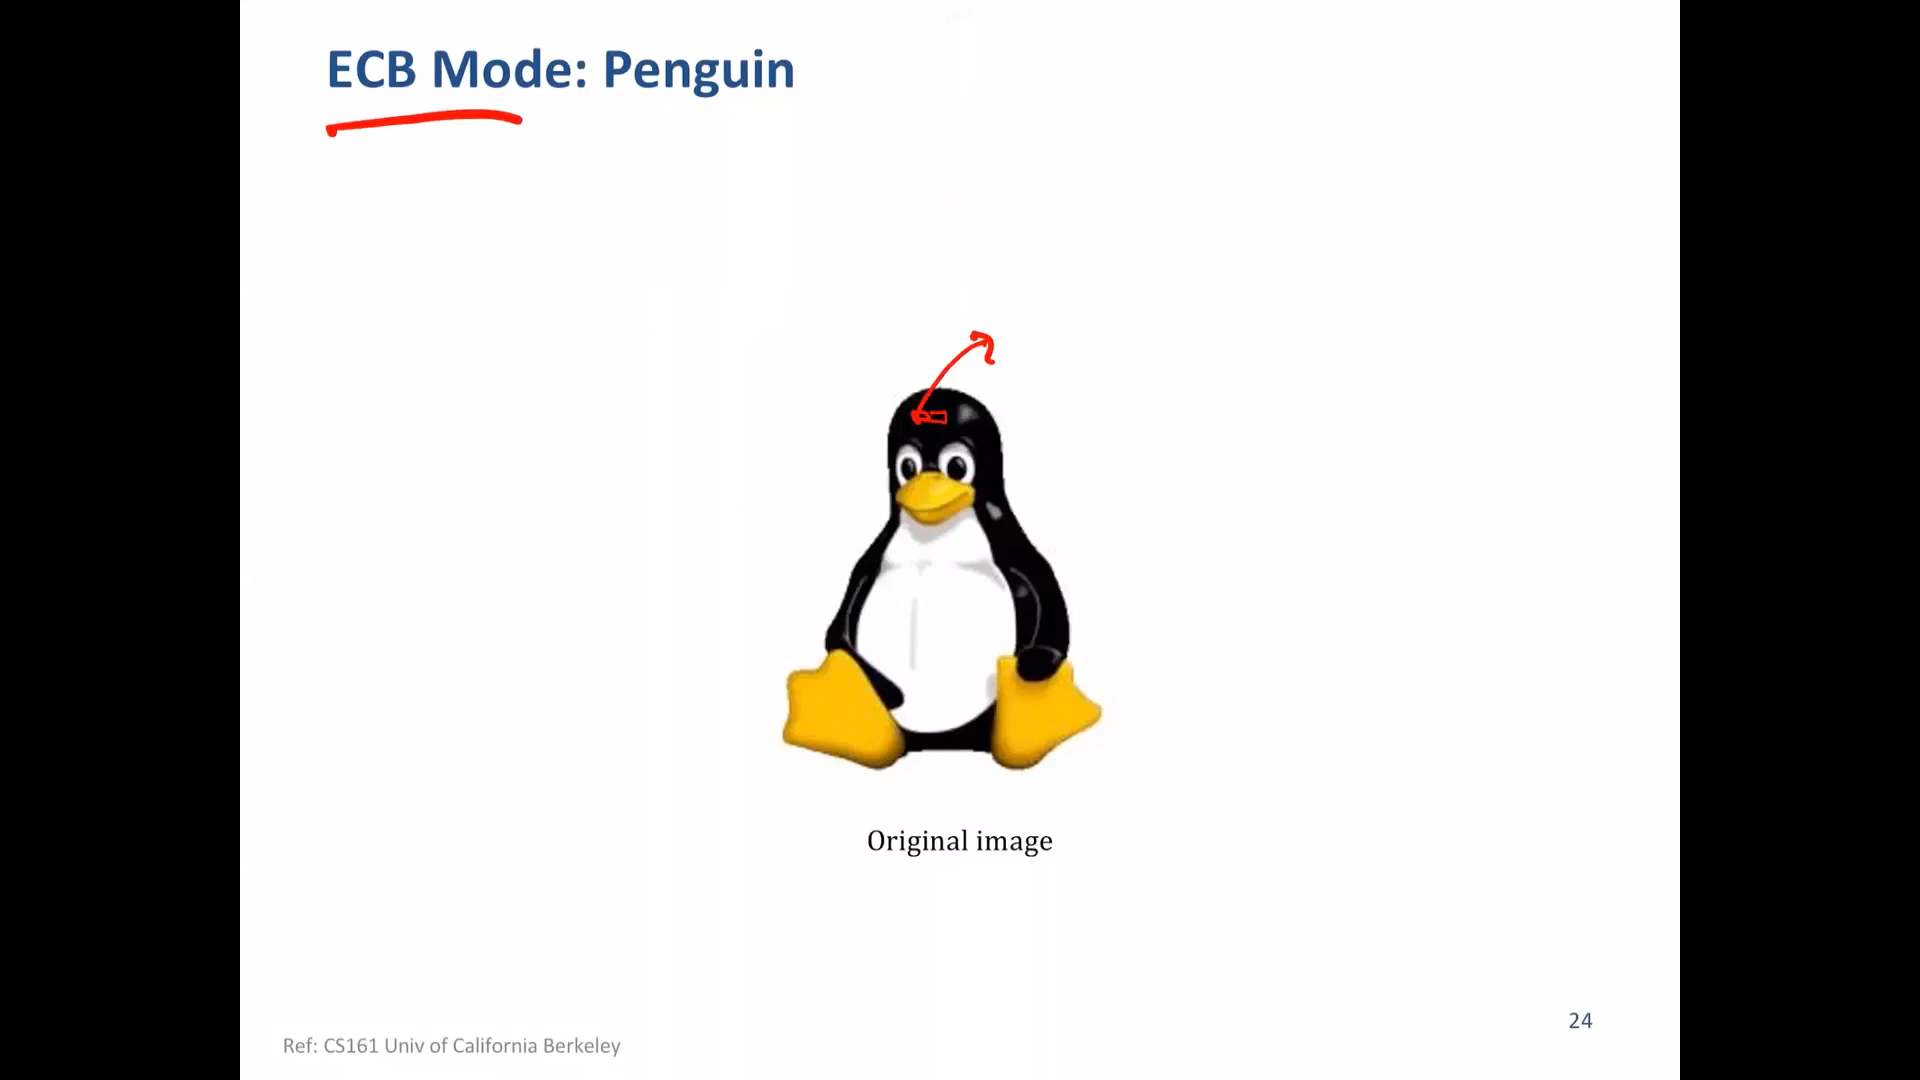 ECB Mode: Penguin
Original image
24
Ref: CS161 Univ of California Berkeley